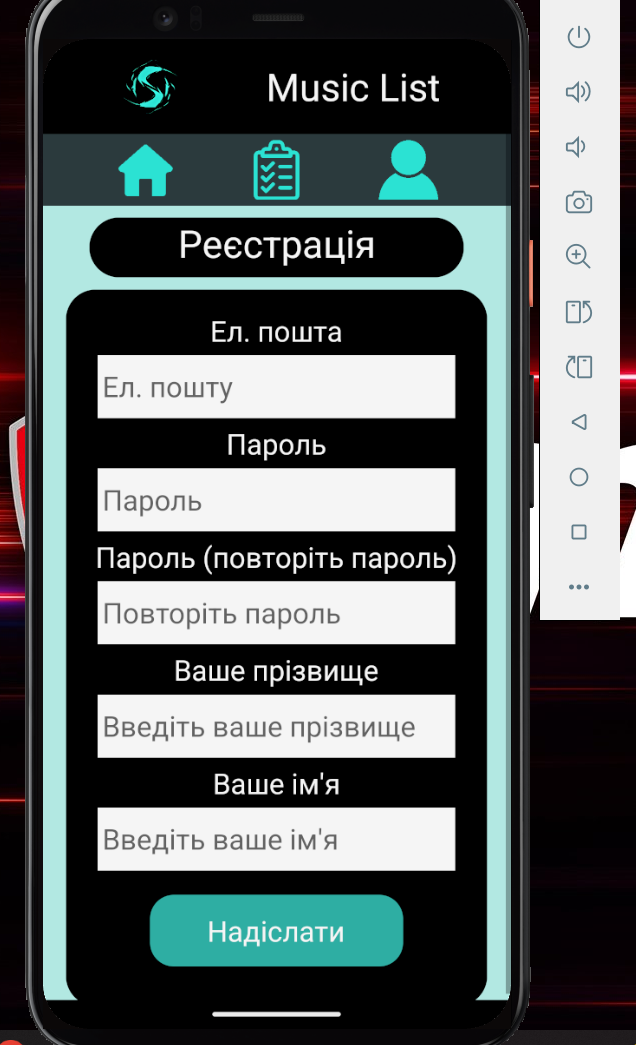 Music List
Реєстрація
Ел. пошта
Ел. пошту
Пароль
Пароль
Пароль (повторіть пароль)
Повторіть пароль
Ваше прізвище
Введіть ваше прізвище
Ваше ім'я
Введіть ваше ім'я
Надіслати